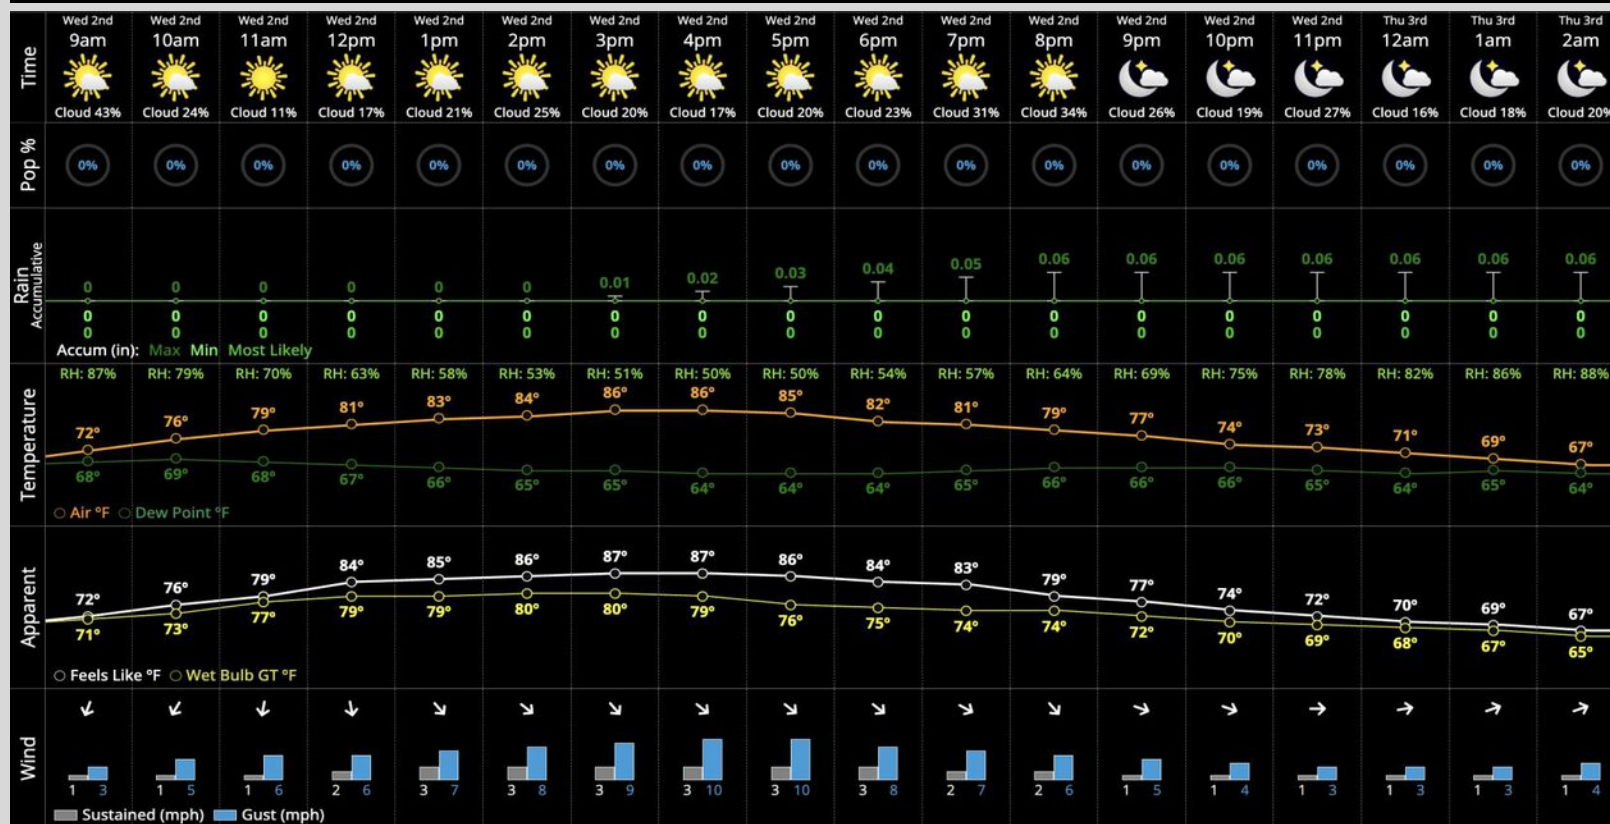 Wed 2nd Wed 2nd Wed 2nd Wed 2nd Wed 2nd Wed 2nd Wed 2nd Wed 2nd Wed 2nd Wed 2nd Wed 2nd Wed 2nd Wed 2nd Wed 2nd Wed 2nd Thu 3rd Thu 3rd Thu 3rd
9am 10am 11am 12pm 1pm 2pm 3pm 4pm 5pm 6pm 7pm 8pm 9pm 10pm 11pm 12am 1am 2am
Time
Cloud 43% Cloud 24% Cloud 11% Cloud 17% Cloud 21% Cloud 25% Cloud 20% Cloud 17% Cloud 20% Cloud 23% Cloud 31% Cloud 34% Cloud 26% Cloud 19% Cloud 27% Cloud 16% Cloud 18% Cloud 20%
Pop %
0% 0% 0% 0% 0% 0% 0% 0% 0% 0% 0% 0% 0% 0% 0% 0% 0% 0%
Rain
Accumulative
0 0 0 0 0 0 0.01 0.02 0.03 0.04 0.05 0.06 0.06 0.06 0.06 0.06 0.06 0.06
0 0 0 0 0 0 0 0 0 0 0 0 0 0 0 0 0 0
0 0 0 0 0 0 0 0 0 0 0 0 0 0 0 0 0 0
Accum (in): Max Min Most Likely
Temperature
RH: 87% RH: 79% RH: 70% RH: 63% RH: 58% RH: 53% RH: 51% RH: 50% RH: 50% RH: 54% RH: 57% RH: 64% RH: 69% RH: 75% RH: 78% RH: 82% RH: 86% RH: 88%
72° 76° 79° 81° 83° 84° 86° 86° 85° 82° 81° 79° 77° 74° 73° 71° 69° 67°
68° 69° 68° 67° 66° 65° 65° 64° 64° 64° 65° 66° 66° 66° 65° 64° 65° 64°
Air °F Dew Point °F
Apparent
72° 76° 79° 84° 85° 86° 87° 87° 86° 84° 83° 79° 77° 74° 72° 70° 69° 67°
71° 73° 77° 79° 79° 80° 80° 79° 76° 75° 74° 74° 72° 70° 69° 68° 67° 65°
Feels Like °F Wet Bulb GT °F
Wind
1 3 1 5 1 6 2 6 3 7 3 8 3 9 3 10 3 10 3 8 2 7 2 6 1 5 1 4 1 3 1 3 1 3 1 4
Sustained (mph) Gust (mph)